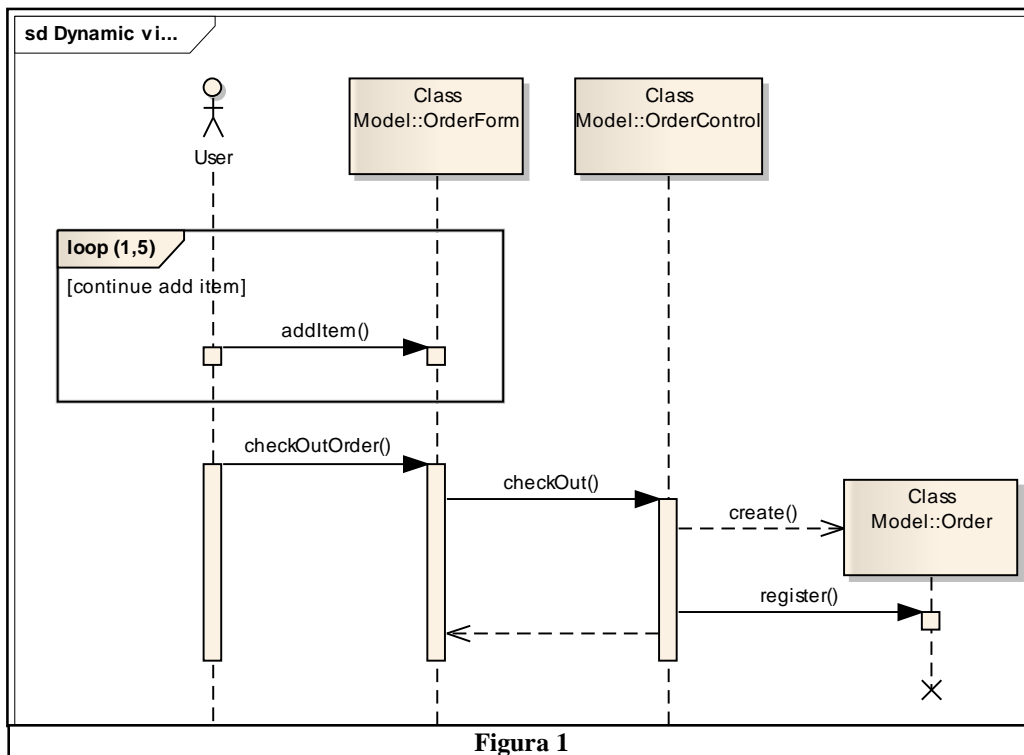 sd Dynamic vi...
User
Class
Model::OrderForm
Class
Model::OrderControl
loop (1,5)
[continue add item]
addItem()
checkOutOrder()
checkOut()
create()
Class
Model::Order
register()
Figura 1